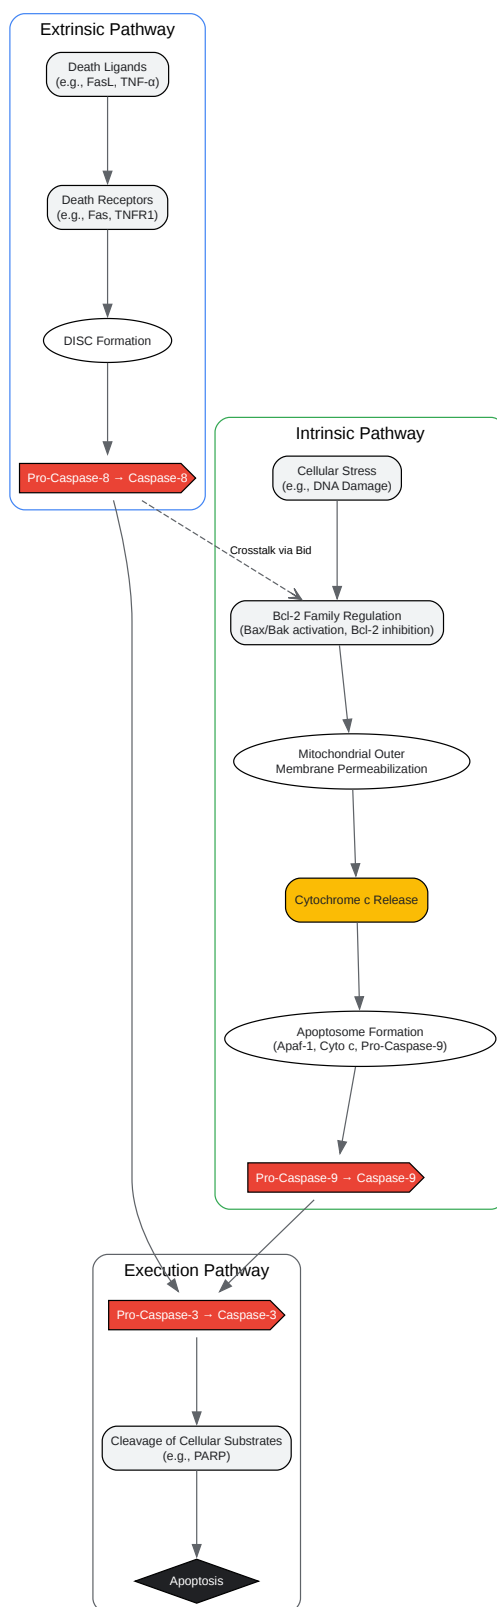 Extrinsic Pathway
Death Ligands
(e.g., FasL, TNF-α)
Death Receptors
(e.g., Fas, TNFR1)
DISC Formation
Pro-Caspase-8 → Caspase-8
Intrinsic Pathway
Cellular Stress
(e.g., DNA Damage)
Crosstalk via Bid
Bcl-2 Family Regulation
(Bax/Bak activation, Bcl-2 inhibition)
Mitochondrial Outer
Membrane Permeabilization
Cytochrome c Release
Apoptosome Formation
(Apaf-1, Cyto c, Pro-Caspase-9)
Pro-Caspase-9 → Caspase-9
Execution Pathway
Pro-Caspase-3 → Caspase-3
Cleavage of Cellular Substrates
(e.g., PARP)
Apoptosis